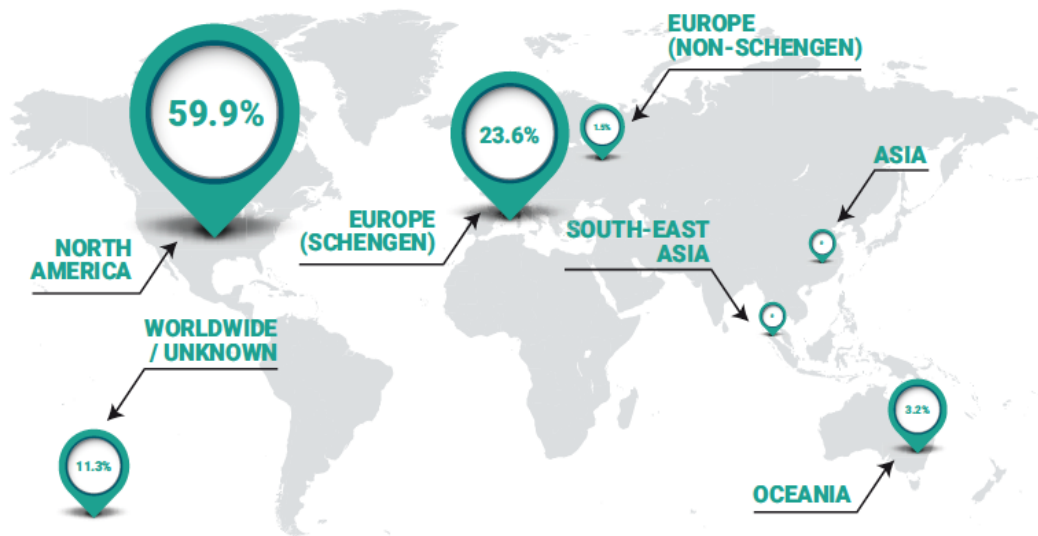 EUROPE
(NON-SCHENGEN)
59.9%
23.6%
1.5%
ASIA
EUROPE
(SCHENGEN)
SOUTH-EAST
ASIA
NORTH
AMERICA
WORLDWIDE
/ UNKNOWN
3.2%
11.3%
OCEANIA